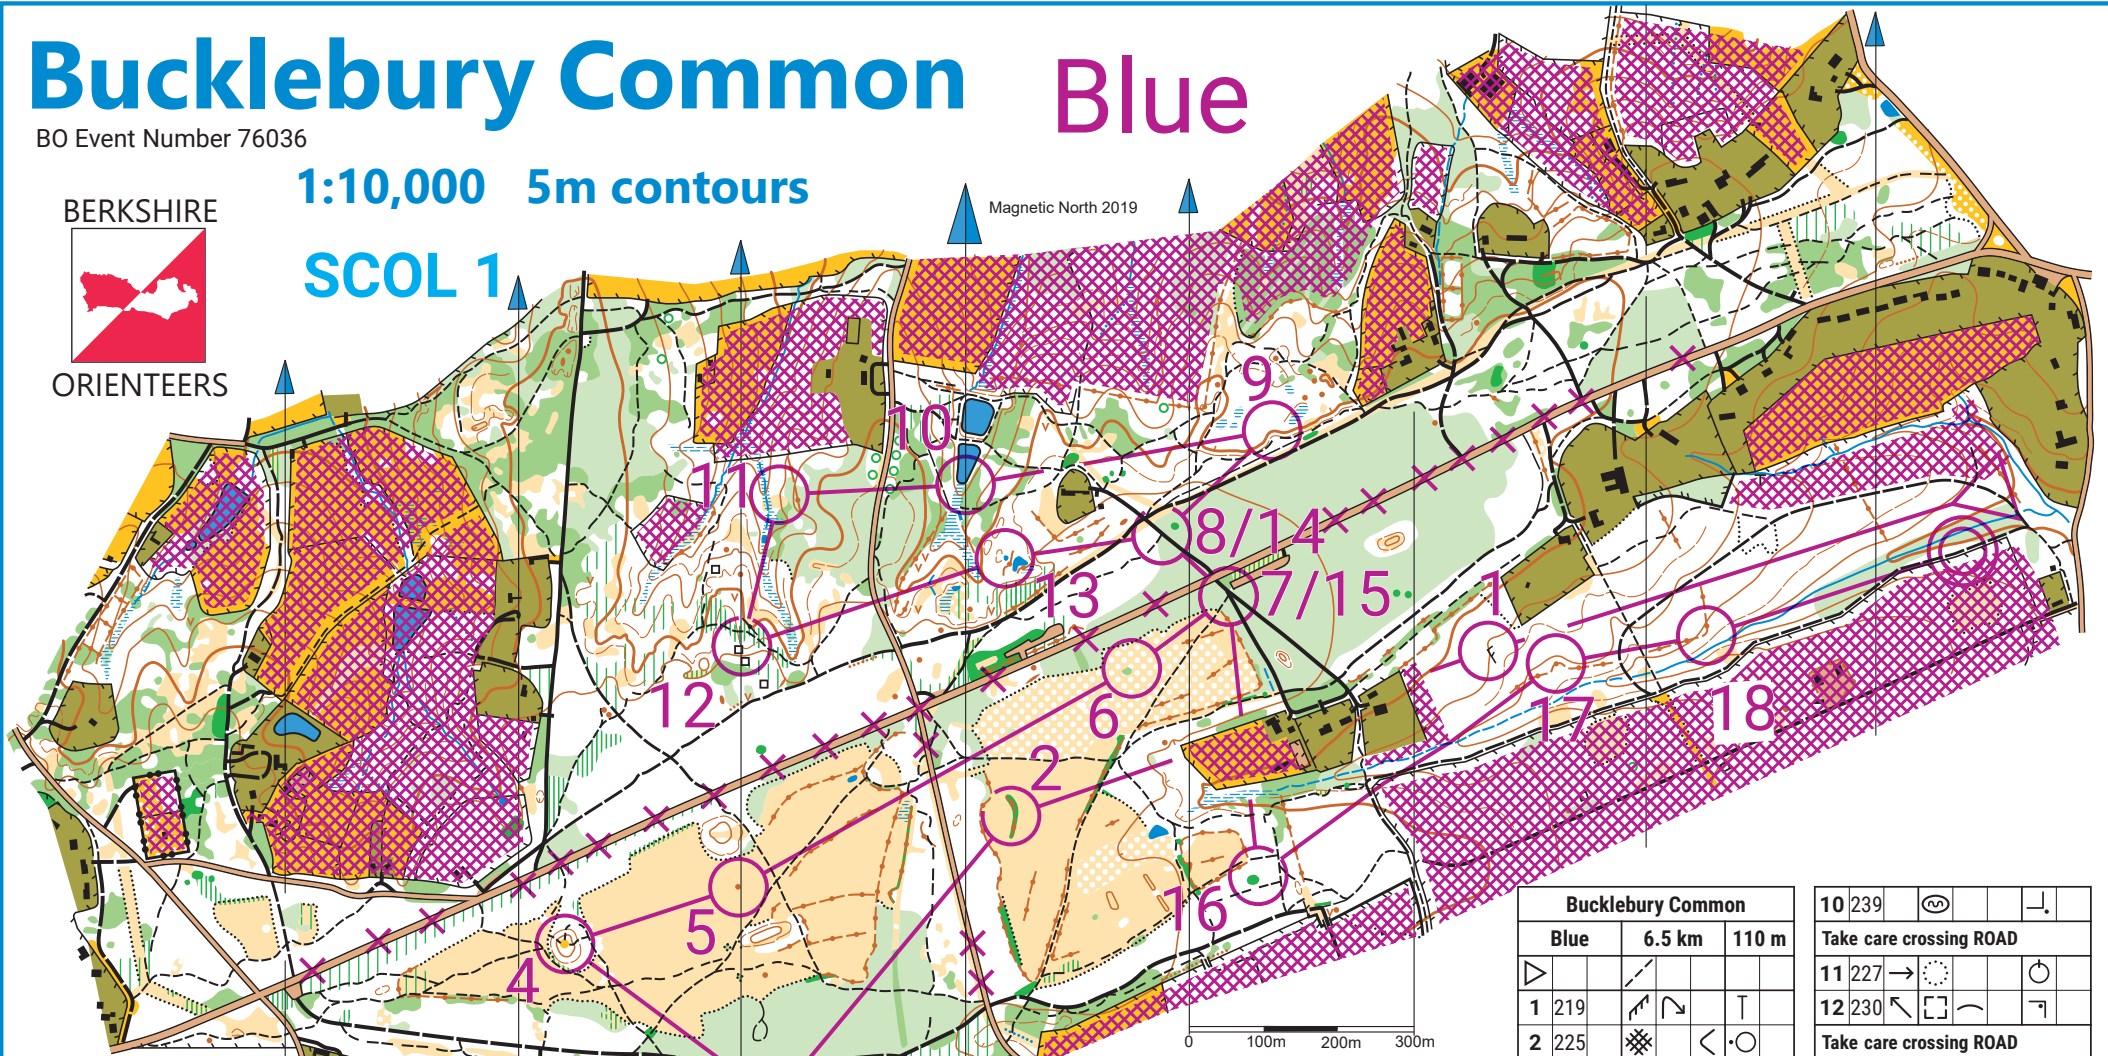 Bucklebury Common
Blue
BO Event Number 76036
1:10,000 5m contours
BERKSHIRE
Magnetic North 2019
SCOL 1
ORIENTEERS
9
10
11
8/14
7/15
1
13
12
6
17
18
2
16
5
4
0 100m 200m 300m
Bucklebury Common
Blue 6.5 km 110 m
1 219
2 225
10 239
Take care crossing ROAD
11 227
12 230
Take care crossing ROAD